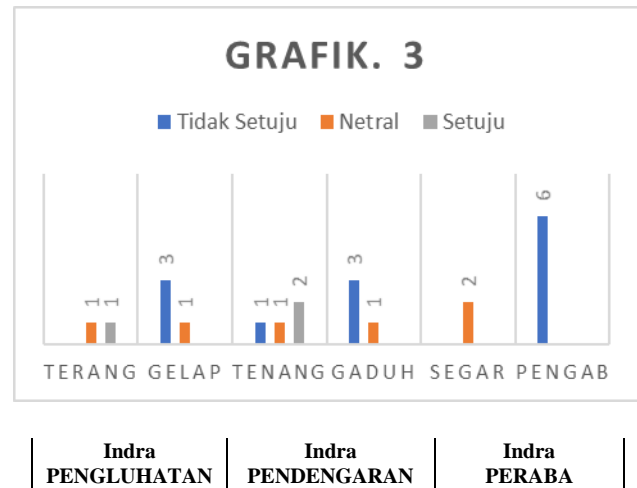 GRAFIK. 3
Tidak Setuju Netral Setuju
1 1 3 1 1 1 2 3 1 2 6
TERANG GELAP TENANG GADUH SEGAR PENGAB
Indra Indra Indra
PENGLUHATAN PENDENGARAN PERABA